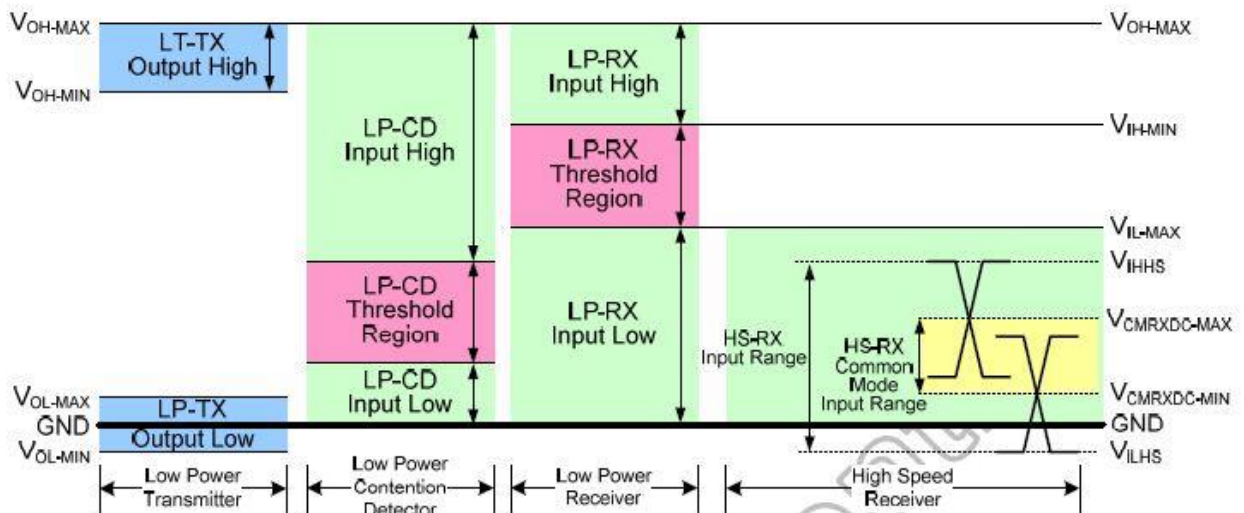 VOH-MAX
LT-TX
Output High
VOH-MIN
LP-CD
Input High
LP-RX
Input High
VOH-MAX
VIH-MIN
LP-RX
Threshold
Region
VIL-MAX
VIHHS
LP-CD
Threshold
Region
LP-RX
Input Low
HS-RX
Input Range
HS-RX
Common
Mode
Input Range
VCMRXDC-MAX
VCMRXDC-MIN
LP-CD
Input Low
VOL-MAX
GND
VOL-MIN
LP-TX
Output Low
GND
VILHS
Low Power
Transmitter
Low Power
Contention
Detector
Low Power
Receiver
High Speed
Receiver